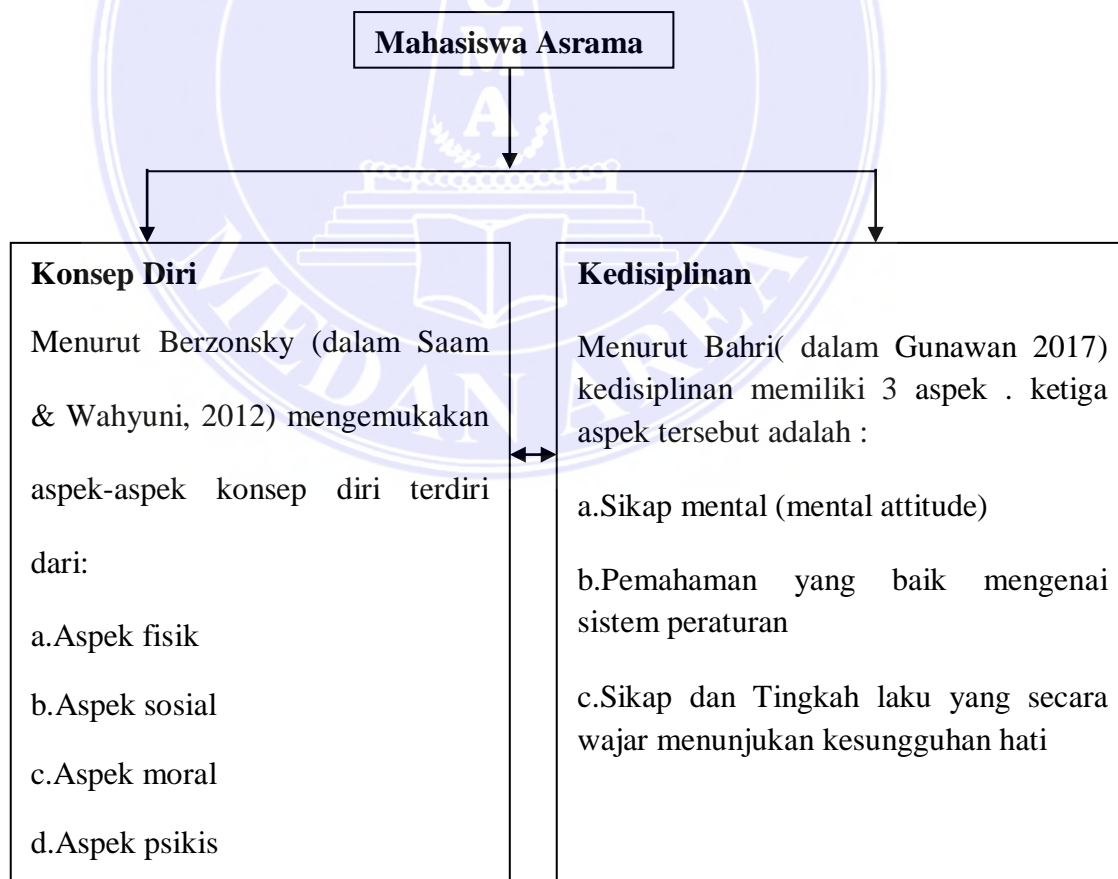 Mahasiswa Asrama
Konsep Diri
Menurut Berzonsky (dalam Saam
& Wahyuni, 2012) mengemukakan
aspek-aspek konsep diri terdiri
dari:
a.Aspek fisik
b.Aspek sosial
c.Aspek moral
d.Aspek psikis
Kedisiplinan
Menurut Bahri( dalam Gunawan 2017)
kedisiplinan memiliki 3 aspek . ketiga
aspek tersebut adalah :
a.Sikap mental (mental attitude)
b.Pemahaman yang baik mengenai
sistem peraturan
c.Sikap dan Tingkah laku yang secara
wajar menunjukan kesungguhan hati
MA
MEDAN AREA